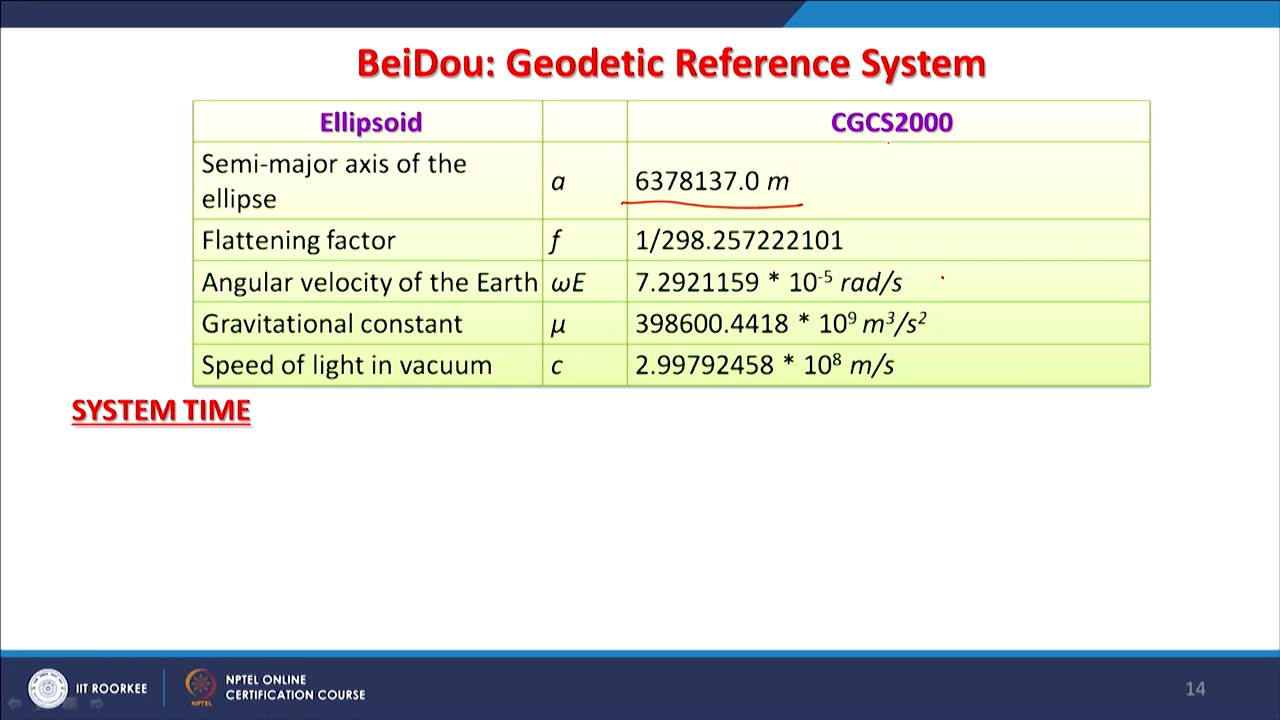 BeiDou: Geodetic Reference System
Ellipsoid CGCS2000
Semi-major axis of the
ellipse a 6378137.0 m
Flattening factor f 1/298.257222101
Angular velocity of the Earth ωE 7.2921159 * 10⁻⁵ rad/s
Gravitational constant μ 398600.4418 * 10⁹ m³/s²
Speed of light in vacuum c 2.99792458 * 10⁸ m/s
SYSTEM TIME
IIT ROORKEE
NPTEL
NPTEL ONLINE
CERTIFICATION COURSE
14